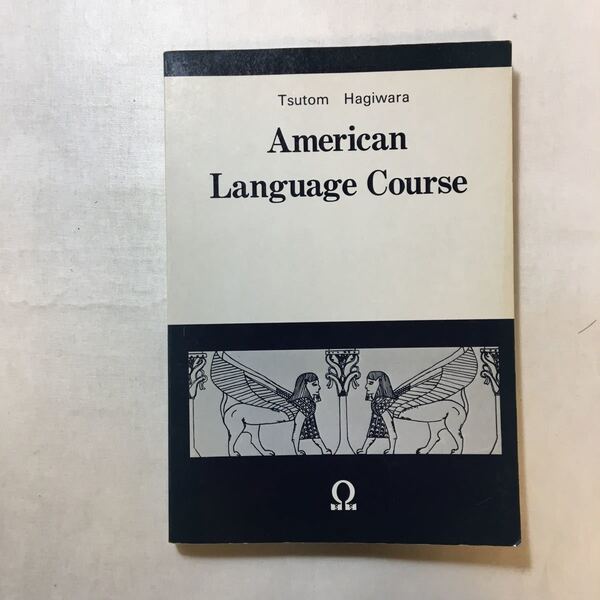 Tsutom Hagiwara
American
Language Course
Ω